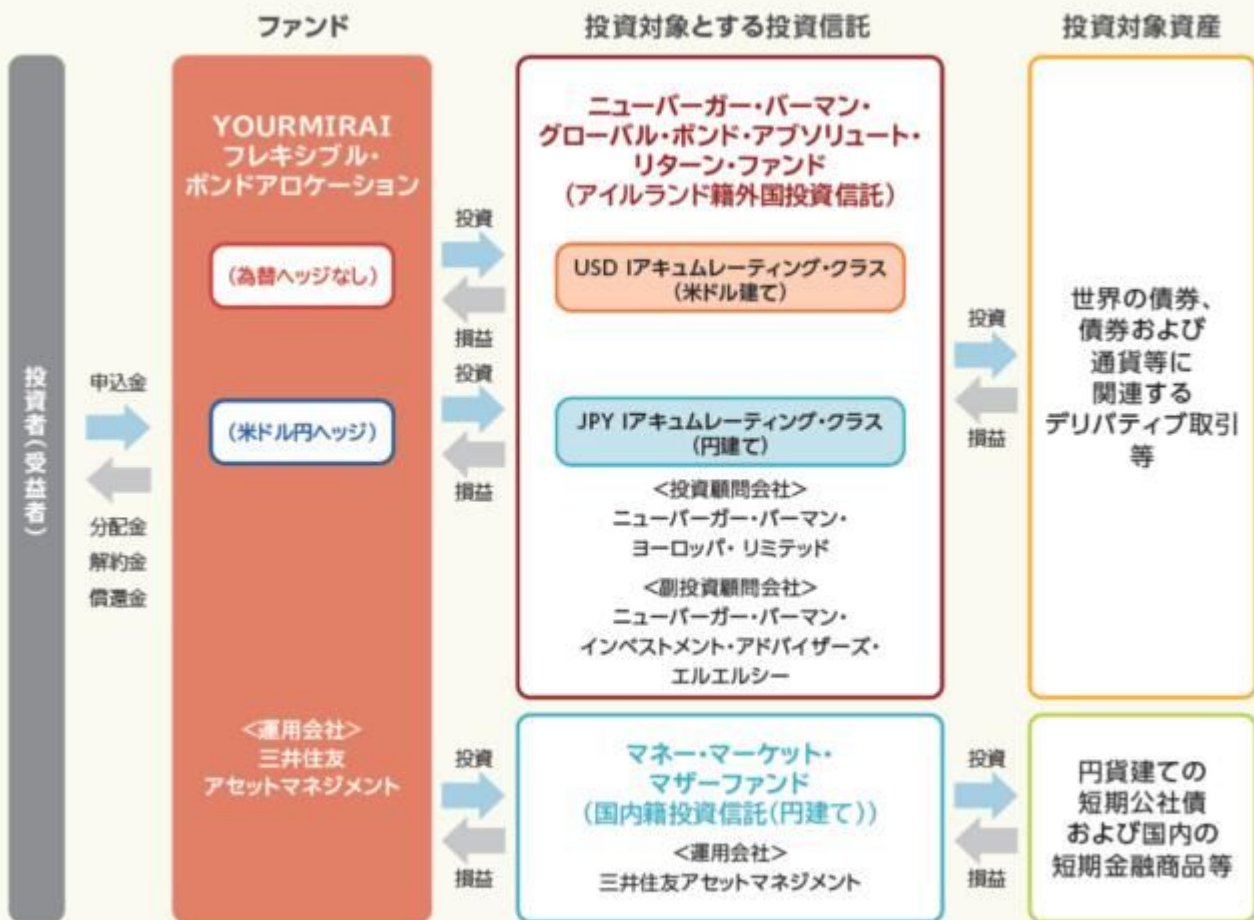 ファンド
投資対象とする投資信託
投資対象資産
投資者(受益者)
申込金
分配金
解約金
償還金
YOURMIRAI
フレキシブル・
ボンドアロケーション
(為替ヘッジなし)
(米ドル円ヘッジ)
<運用会社>
三井住友
アセットマネジメント
投資
損益
投資
損益
投資
損益
ニューバーガー・バーマン・
グローバル・ボンド・アブソリュート・
リターン・ファンド
(アイルランド籍外国投資信託)
USD Iアキュムレーティング・クラス
(米ドル建て)
JPY Iアキュムレーティング・クラス
(円建て)
<投資顧問会社>
ニューバーガー・バーマン・
ヨーロッパ・リミテッド
<副投資顧問会社>
ニューバーガー・バーマン・
インベストメント・アドバイザーズ・
エルエルシー
マネー・マーケット・
マザーファンド
(国内籍投資信託(円建て))
<運用会社>
三井住友アセットマネジメント
投資
損益
投資
損益
世界の債券、
債券および
通貨等に
関連する
デリバティブ取引
等
円貨建ての
短期公社債
および国内の
短期金融商品等